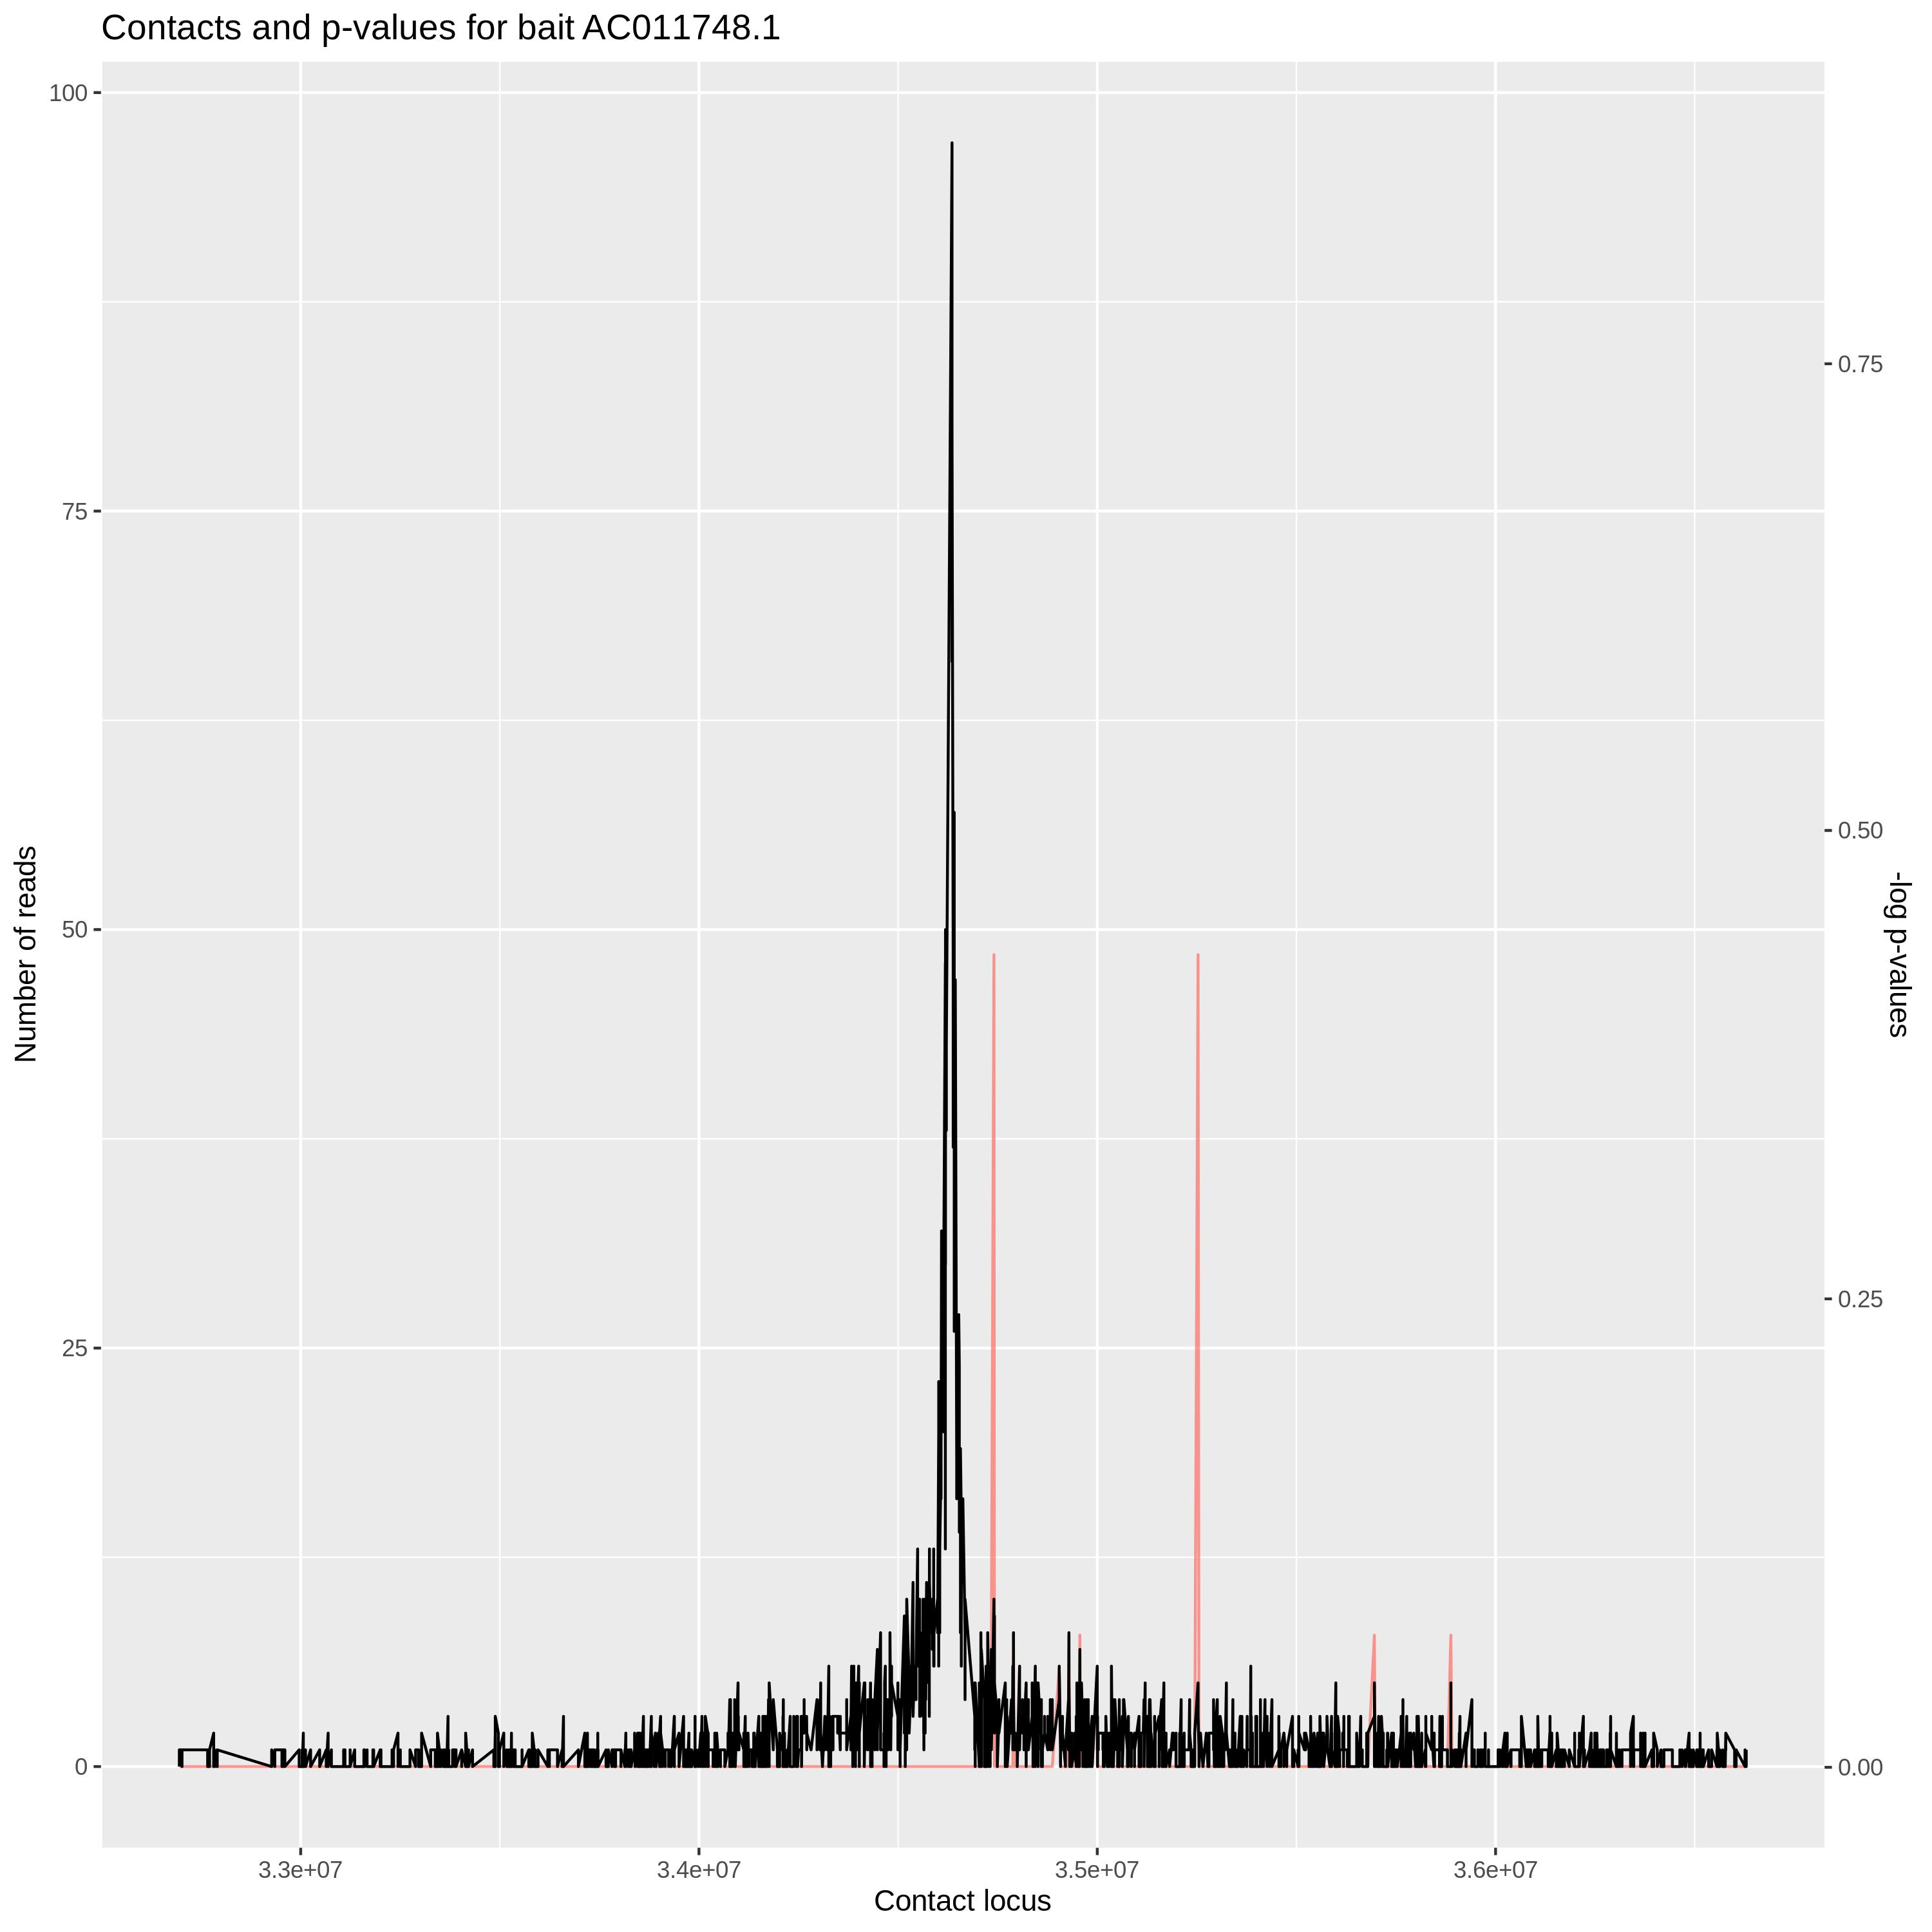 Contacts and p-values for bait AC011748.1
100
75
50
25
0
Number of reads
0.75
0.50
0.25
0.00
-log p-values
3.3e+07 3.4e+07 3.5e+07 3.6e+07
Contact locus